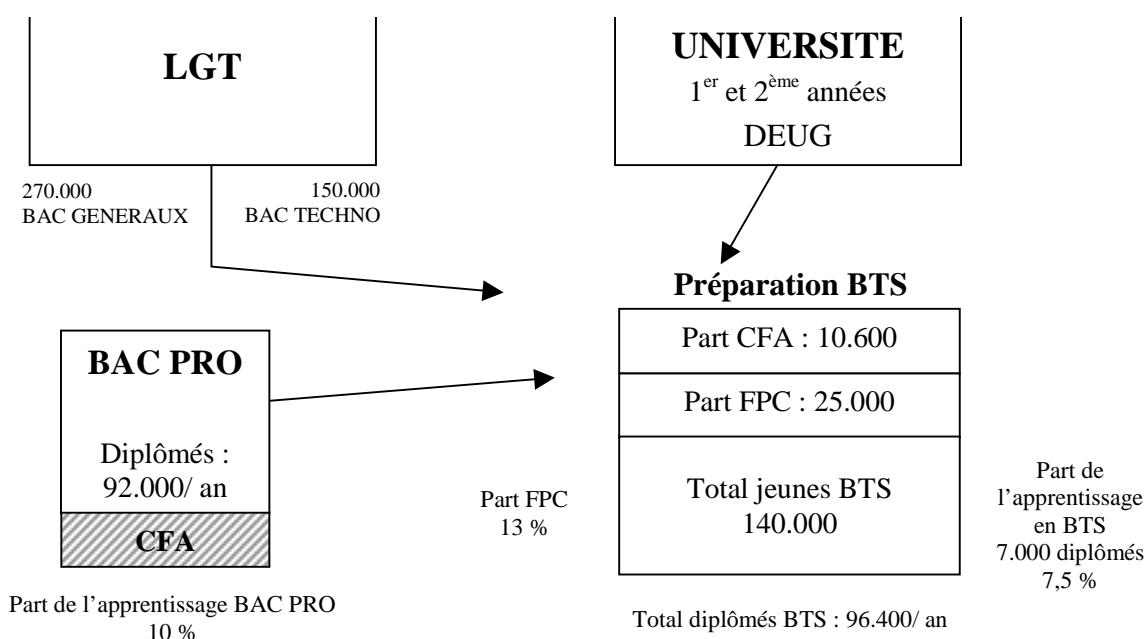 LGT
270.000
BAC GENERAUX
150.000
BAC TECHNO
UNIVERSITE
1er et 2ème années
DEUG
BAC PRO
Diplômés :
92.000/ an
CFA
Part de l’apprentissage BAC PRO
10 %
Préparation BTS
Part CFA : 10.600
Part FPC : 25.000
Total jeunes BTS
140.000
Part FPC
13 %
Part de
l’apprentissage
en BTS
7.000 diplômés
7,5 %
Total diplômés BTS : 96.400/ an